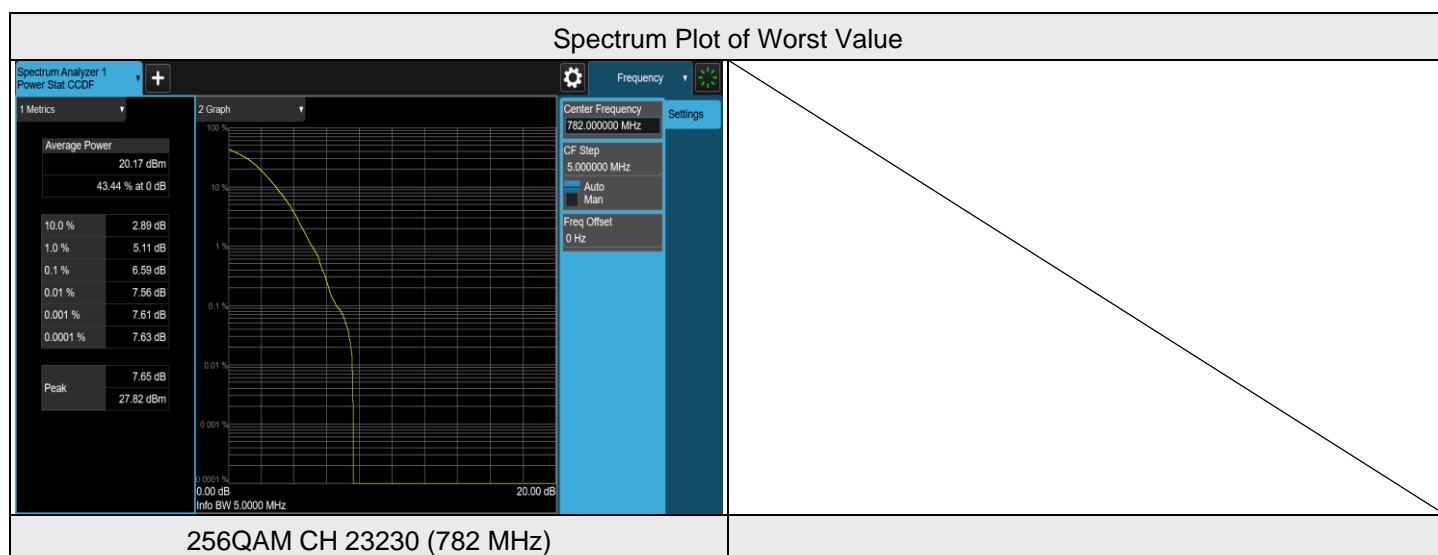 Spectrum Plot of Worst Value
Spectrum Analyzer 1
Power Stat CCDF
+
Frequency
1 Metrics
2 Graph
Center Frequency
782.000000 MHz
Settings
CF Step
5.000000 MHz
Auto
Man
Freq Offset
0 Hz
Average Power
20.17 dBm
43.44 % at 0 dB
10.0 % 2.89 dB
1.0 % 5.11 dB
0.1 % 6.59 dB
0.01 % 7.56 dB
0.001 % 7.61 dB
0.0001 % 7.63 dB
Peak
7.65 dB
27.82 dBm
100 %
10 %
1 %
0.1 %
0.01 %
0.001 %
0.0001 %
0.00 dB 20.00 dB
Info BW 5.0000 MHz
256QAM CH 23230 (782 MHz)